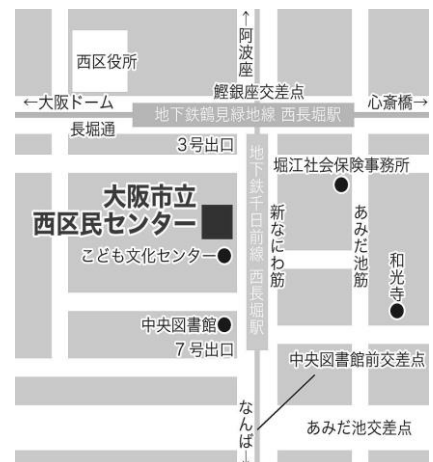 ↑阿波座
西区役所
鰹銀座交差点
←大阪ドーム
心斎橋→
地下鉄鶴見緑地線 西長堀駅
長堀通
3号出口
堀江社会保険事務所
大阪市立
西区民センター
こども文化センター
地下鉄千日前線 西長堀駅
新なにわ筋
あみだ池筋
和光寺
中央図書館
7号出口
中央図書館前交差点
あみだ池交差点
なんば→